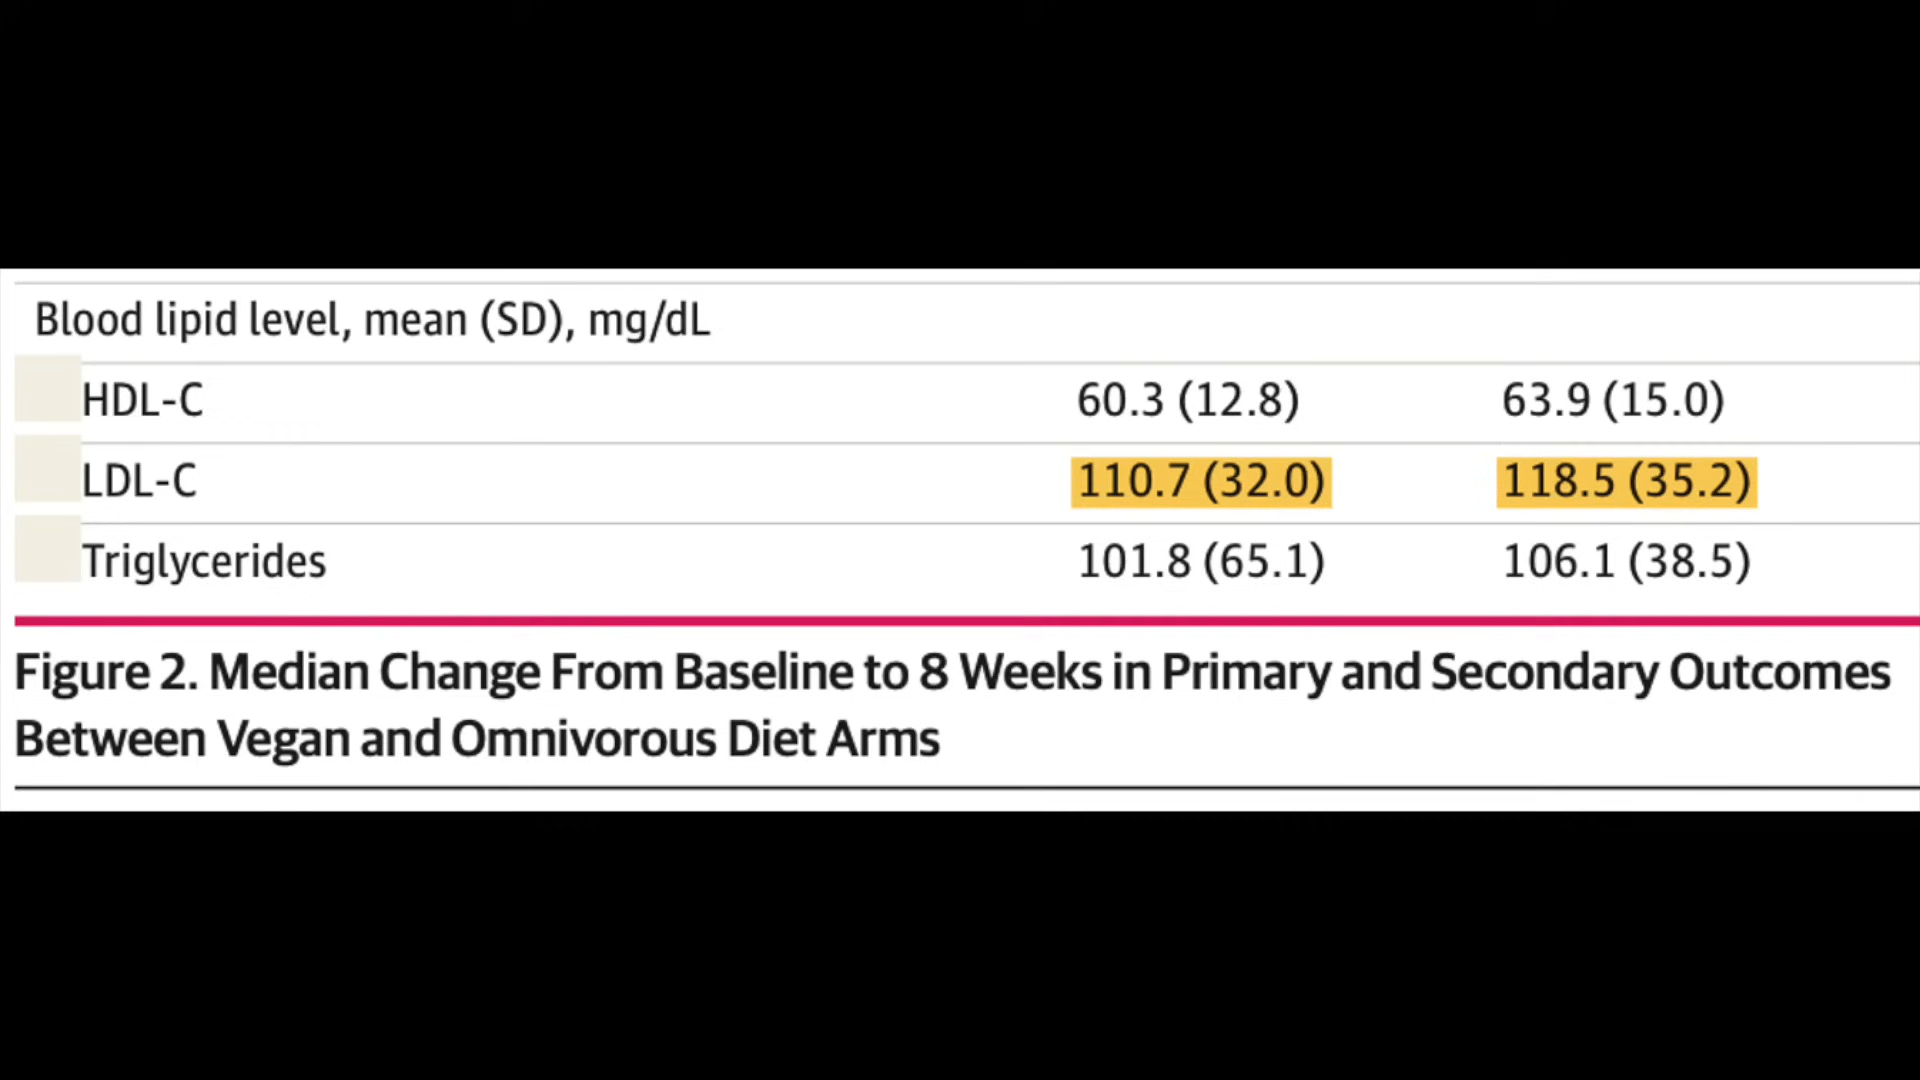 Blood lipid level, mean (SD), mg/dL
HDL-C 60.3 (12.8) 63.9 (15.0)
LDL-C 110.7 (32.0) 118.5 (35.2)
Triglycerides 101.8 (65.1) 106.1 (38.5)
Figure 2. Median Change From Baseline to 8 Weeks in Primary and Secondary Outcomes
Between Vegan and Omnivorous Diet Arms